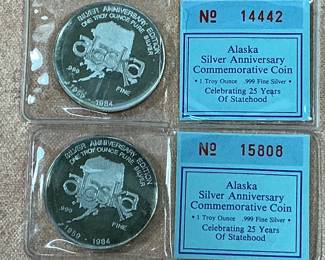 SILVER ANNIVERSARY EDITION
ONE TROY OUNCE PURE SILVER
.999
FINE
1959 - 1984
No 14442
Alaska
Silver Anniversary
Commemorative Coin
• 1 Troy Ounce .999 Fine Silver •
Celebrating 25 Years
Of Statehood
SILVER ANNIVERSARY EDITION
ONE TROY OUNCE PURE SILVER
.999
FINE
1959 - 1984
No 15808
Alaska
Silver Anniversary
Commemorative Coin
• 1 Troy Ounce .999 Fine Silver •
Celebrating 25 Years
Of Statehood